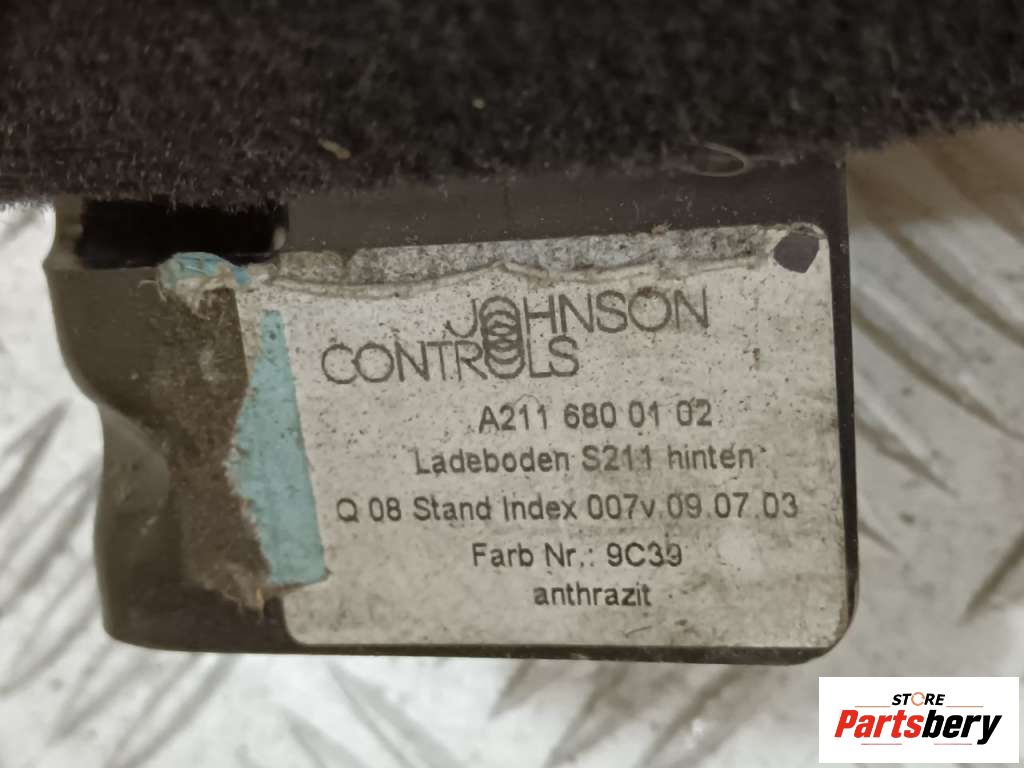 JOHNSON
CONTROLS
A211 680 01 02
Ladeboden S211 hinten
Q 08 Stand Index 007v.09.07.03
Farb Nr.: 9C39
anthrazit
STORE
Partsbery